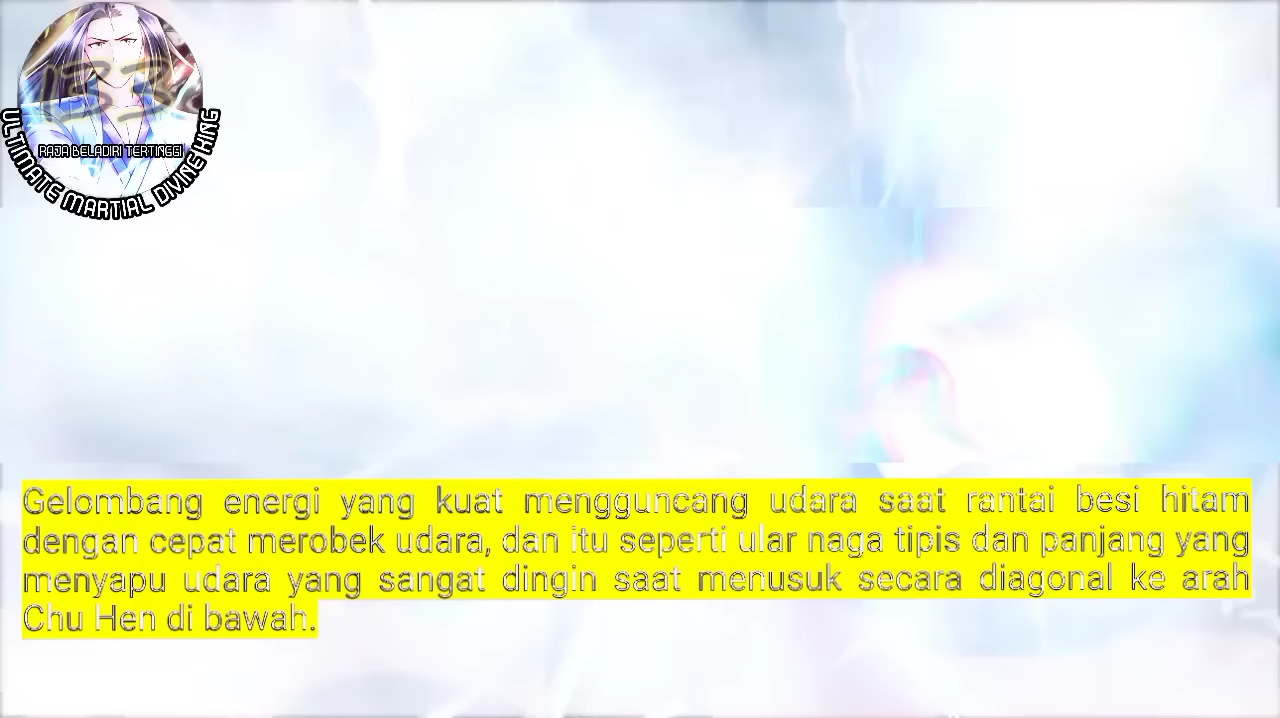 RAJA BELADIRI TERTINGGI
ULTIMATE MARTIAL DIVINE KING
Gelombang energi yang kuat mengguncang udara saat rantai besi hitam
dengan cepat merobek udara, dan itu seperti ular naga tipis dan panjang yang
menyapu udara yang sangat dingin saat menusuk secara diagonal ke arah
Chu Hen di bawah.